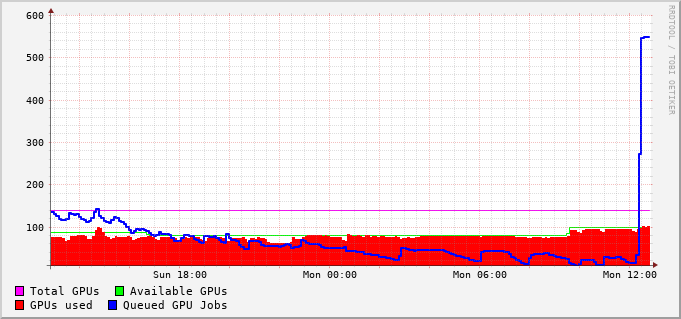 600
500
400
300
200
100
Sun 18:00 Mon 00:00 Mon 06:00 Mon 12:00
Total GPUs Available GPUs
GPUs used Queued GPU Jobs
RRDTOOL / TOBI OETIKER